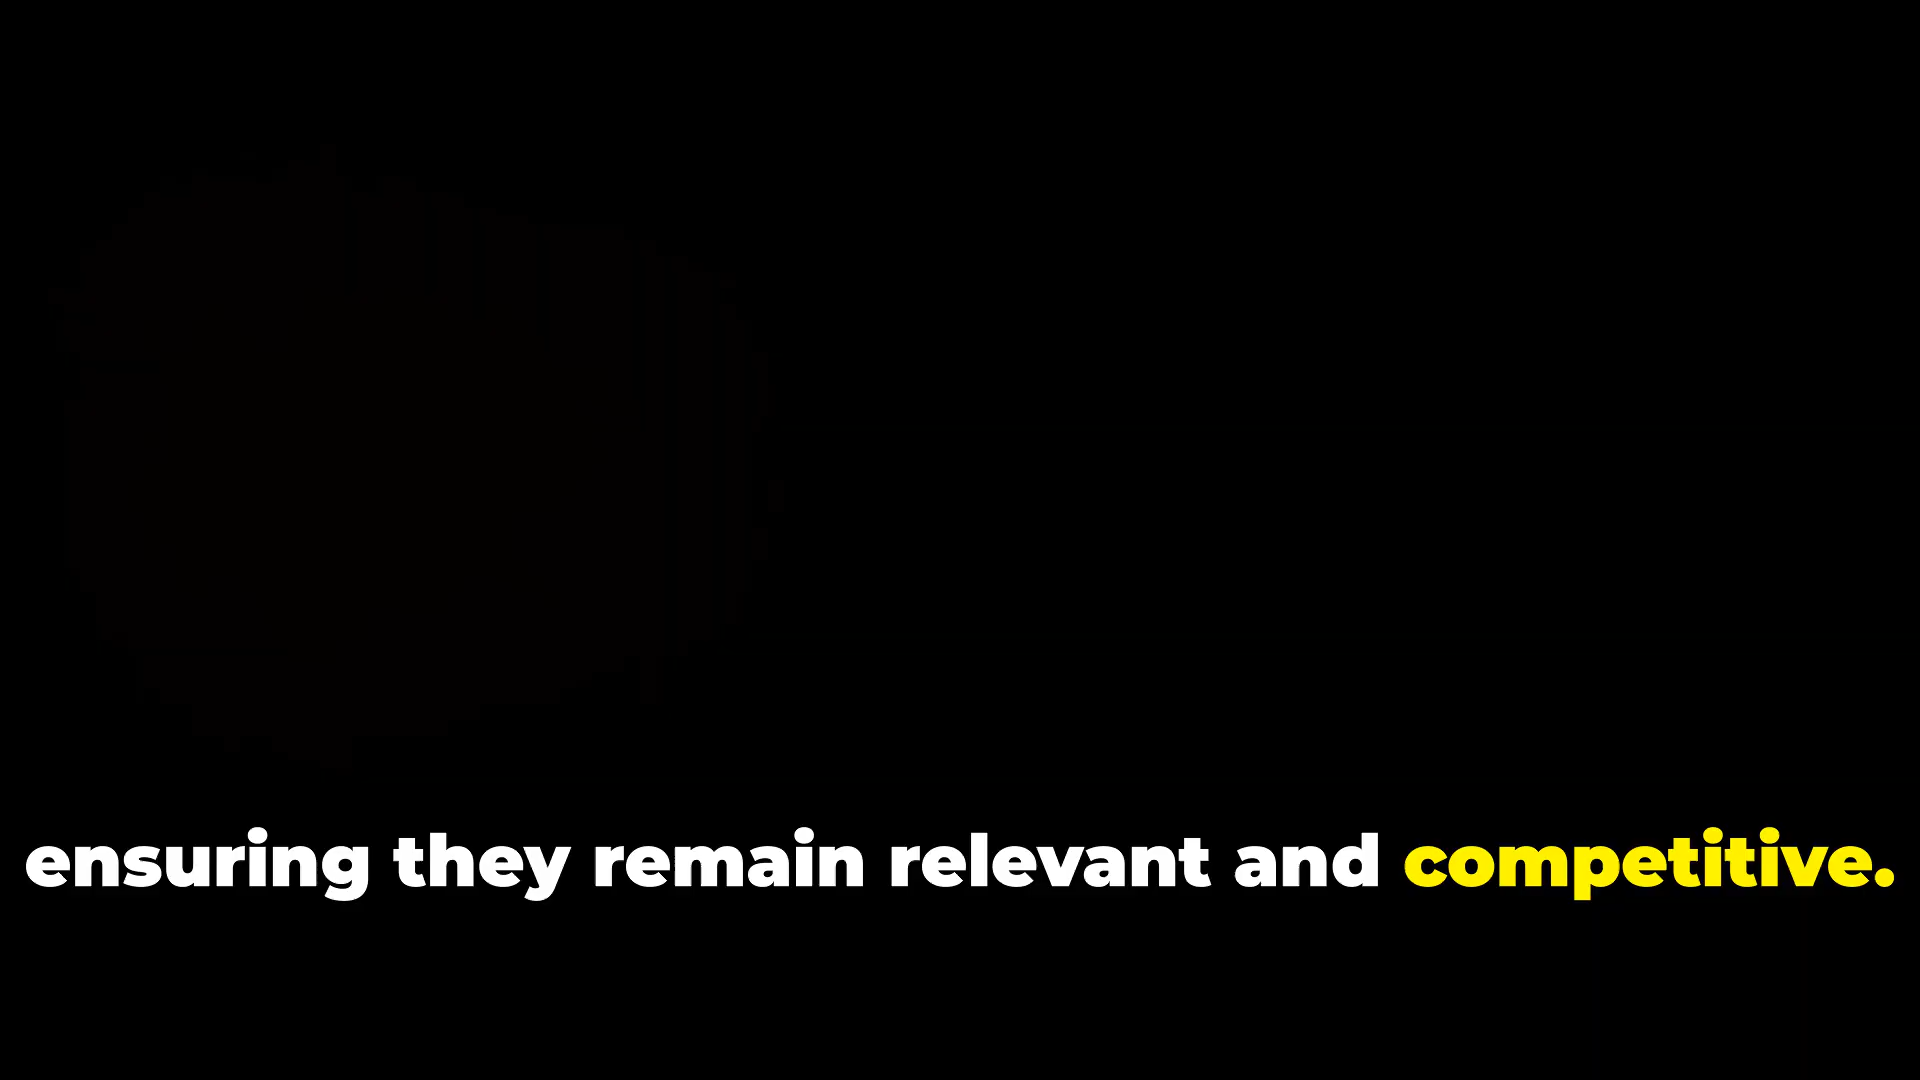 ensuring they remain relevant and competitive.